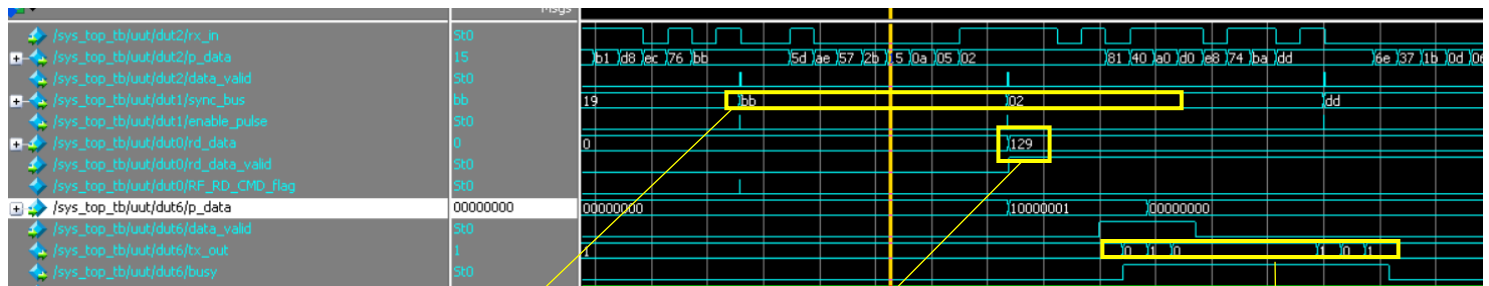 Msgs
/sys_top_tb/uut/dut2/rx_in St0
/sys_top_tb/uut/dut2/p_data 15 b1 d8 ec 76 bb 5d ae 57 2b 5 0a 05 02 81 40 a0 d0 e8 74 ba dd 6e 37 1b 0d 06
/sys_top_tb/uut/dut2/data_valid St0
/sys_top_tb/uut/dut1/sync_bus bb 19 bb 02 dd
/sys_top_tb/uut/dut1/enable_pulse St0
/sys_top_tb/uut/dut0/rd_data 0 0 129
/sys_top_tb/uut/dut0/rd_data_valid St0
/sys_top_tb/uut/dut0/RF_RD_CMD_flag St0
/sys_top_tb/uut/dut6/p_data 00000000 00000000 10000001 00000000
/sys_top_tb/uut/dut6/data_valid St0
/sys_top_tb/uut/dut6/tx_out 1 1 0 1 0 1 0 1
/sys_top_tb/uut/dut6/busy St0